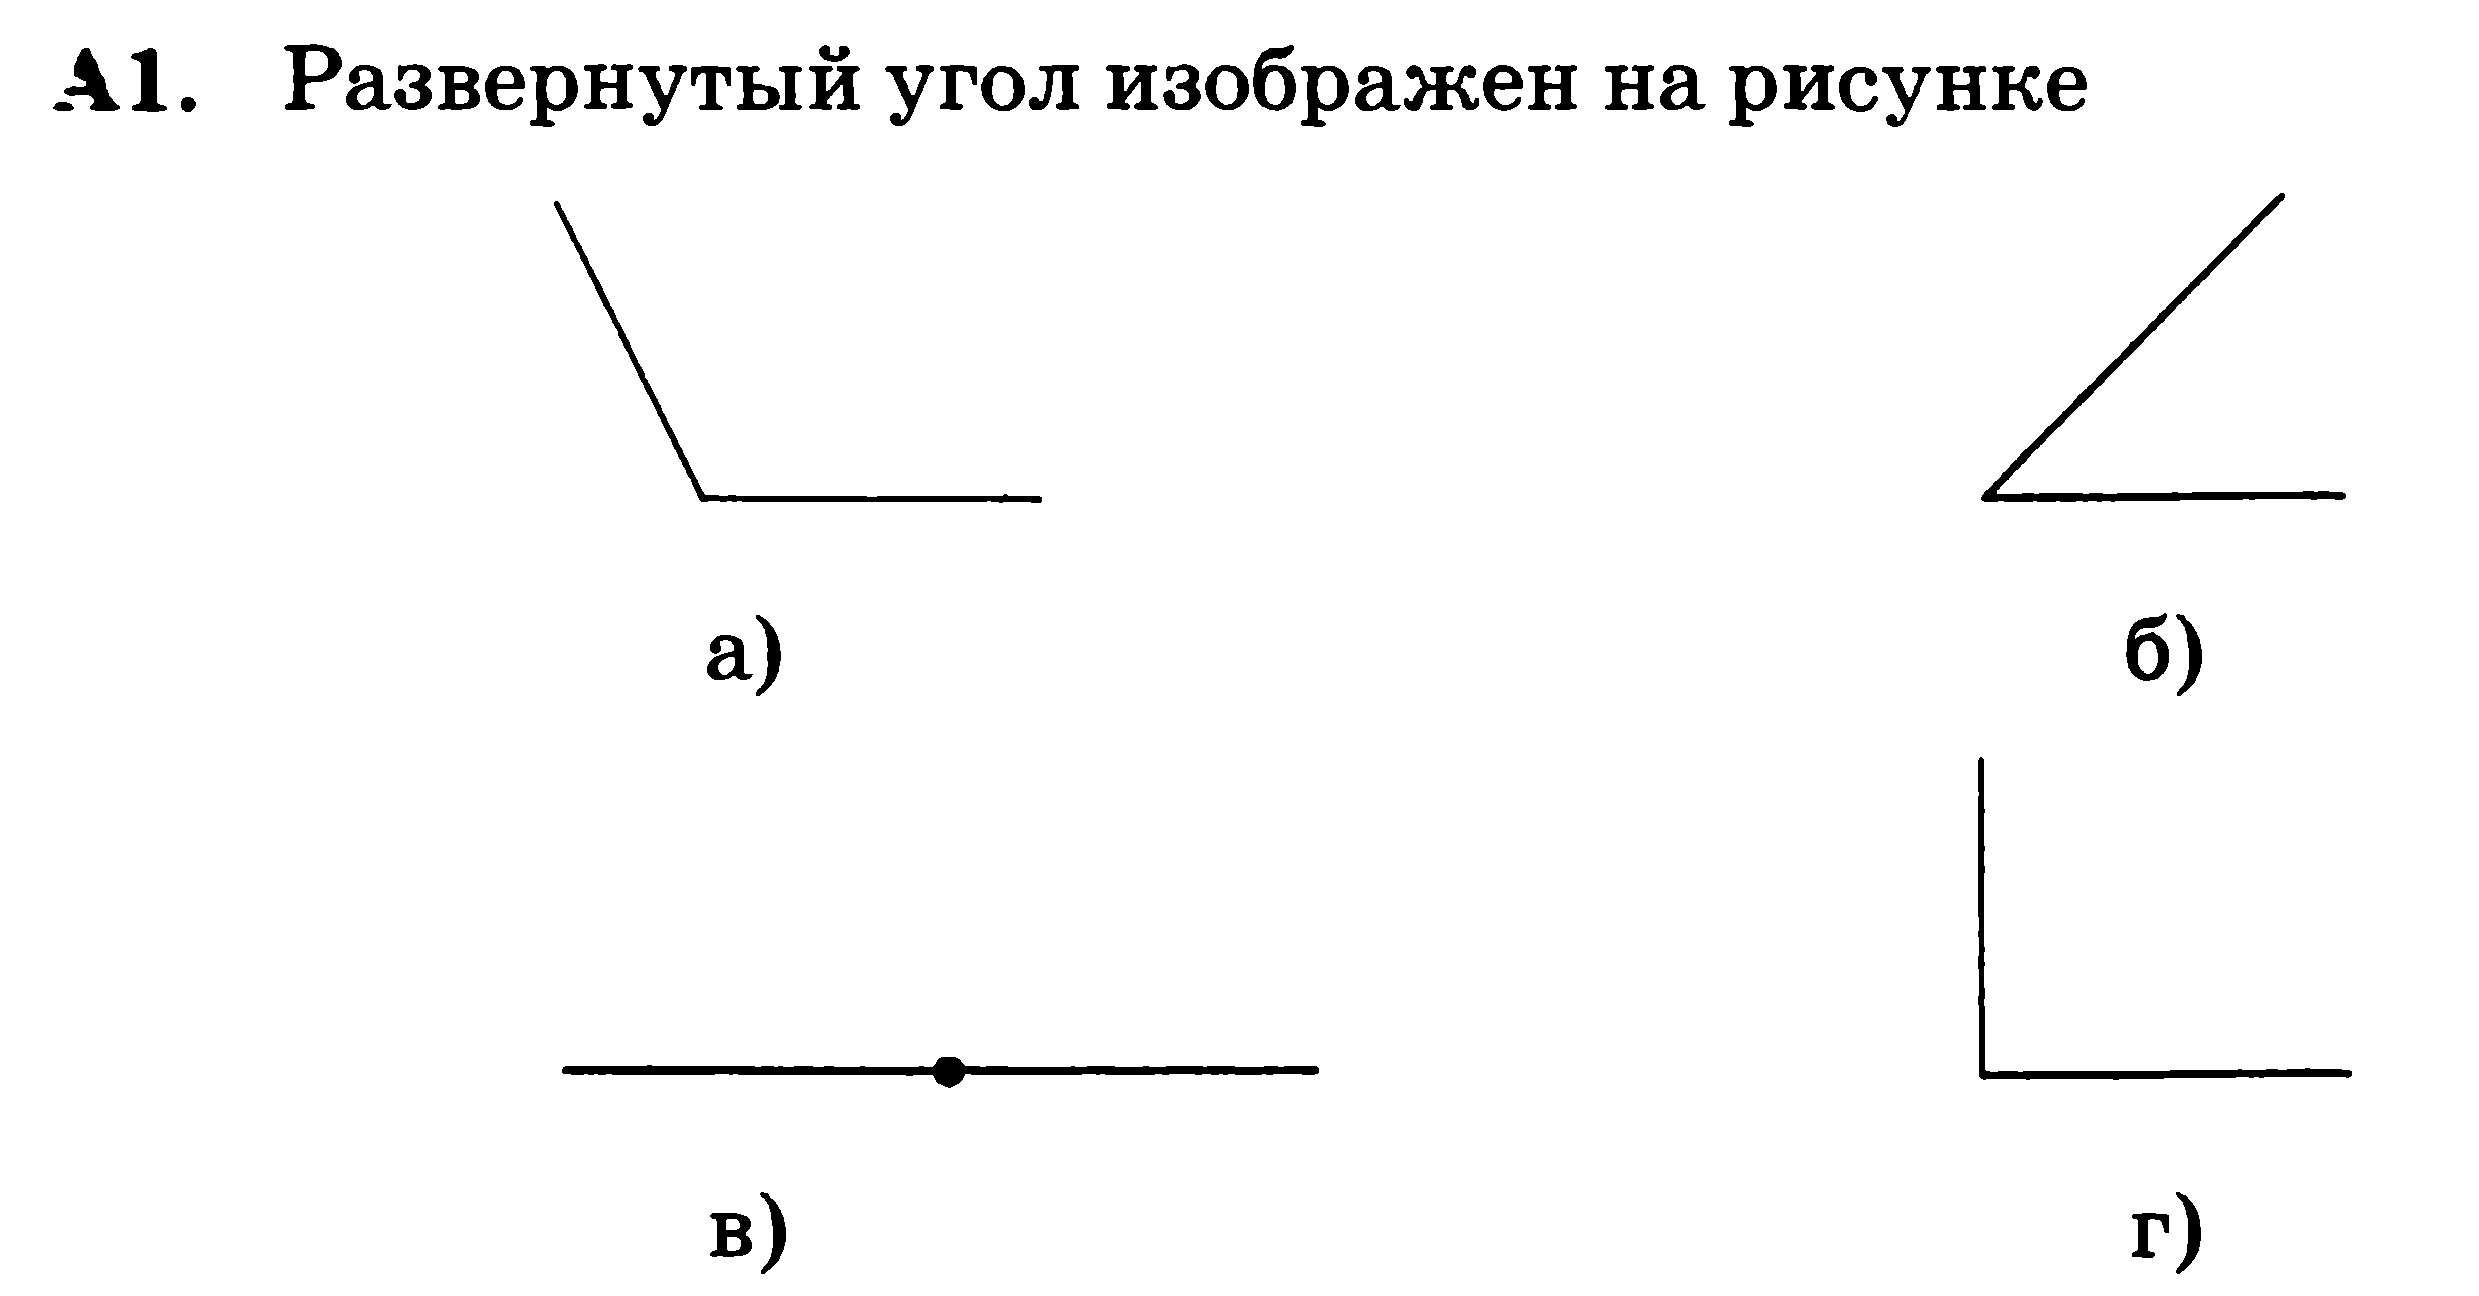 А1. Развернутый угол изображен на рисунке
а) б)
в) г)